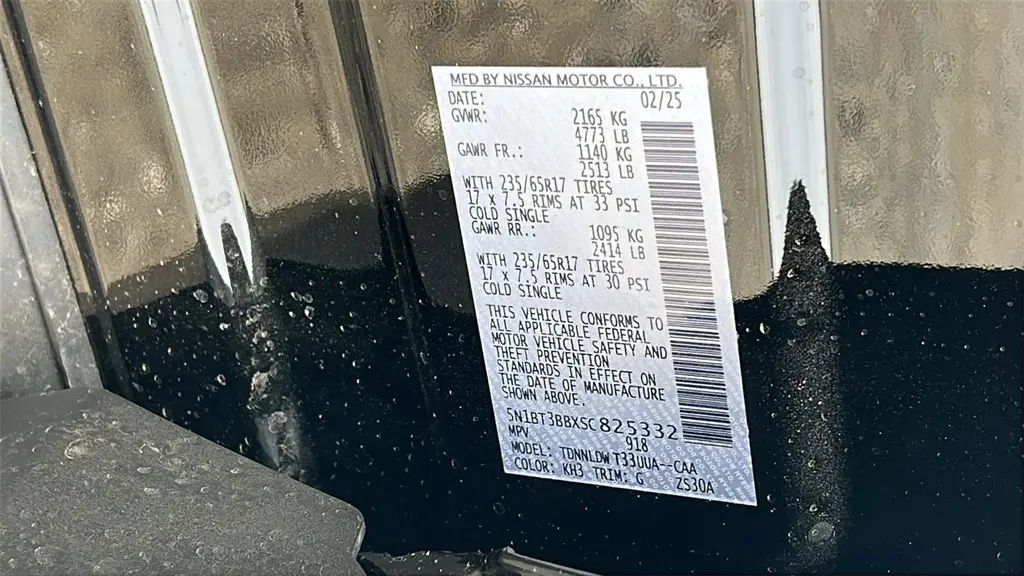 MFD BY NISSAN MOTOR CO., LTD.
DATE: 02/25
GVWR: 2165 KG
4773 LB
GAWR FR.: 1140 KG
2513 LB
WITH 235/65R17 TIRES
17 x 7.5 RIMS AT 33 PSI
COLD SINGLE
GAWR RR.: 1095 KG
2414 LB
WITH 235/65R17 TIRES
17 x 7.5 RIMS AT 30 PSI
COLD SINGLE
THIS VEHICLE CONFORMS TO
ALL APPLICABLE FEDERAL
MOTOR VEHICLE SAFETY AND
THEFT PREVENTION
STANDARDS IN EFFECT ON
THE DATE OF MANUFACTURE
SHOWN ABOVE.
5N1BT3BBXSC825332
MPV 918
MODEL: TDNNLDW T33UUA--CAA
COLOR: KH3 TRIM: G ZS30A